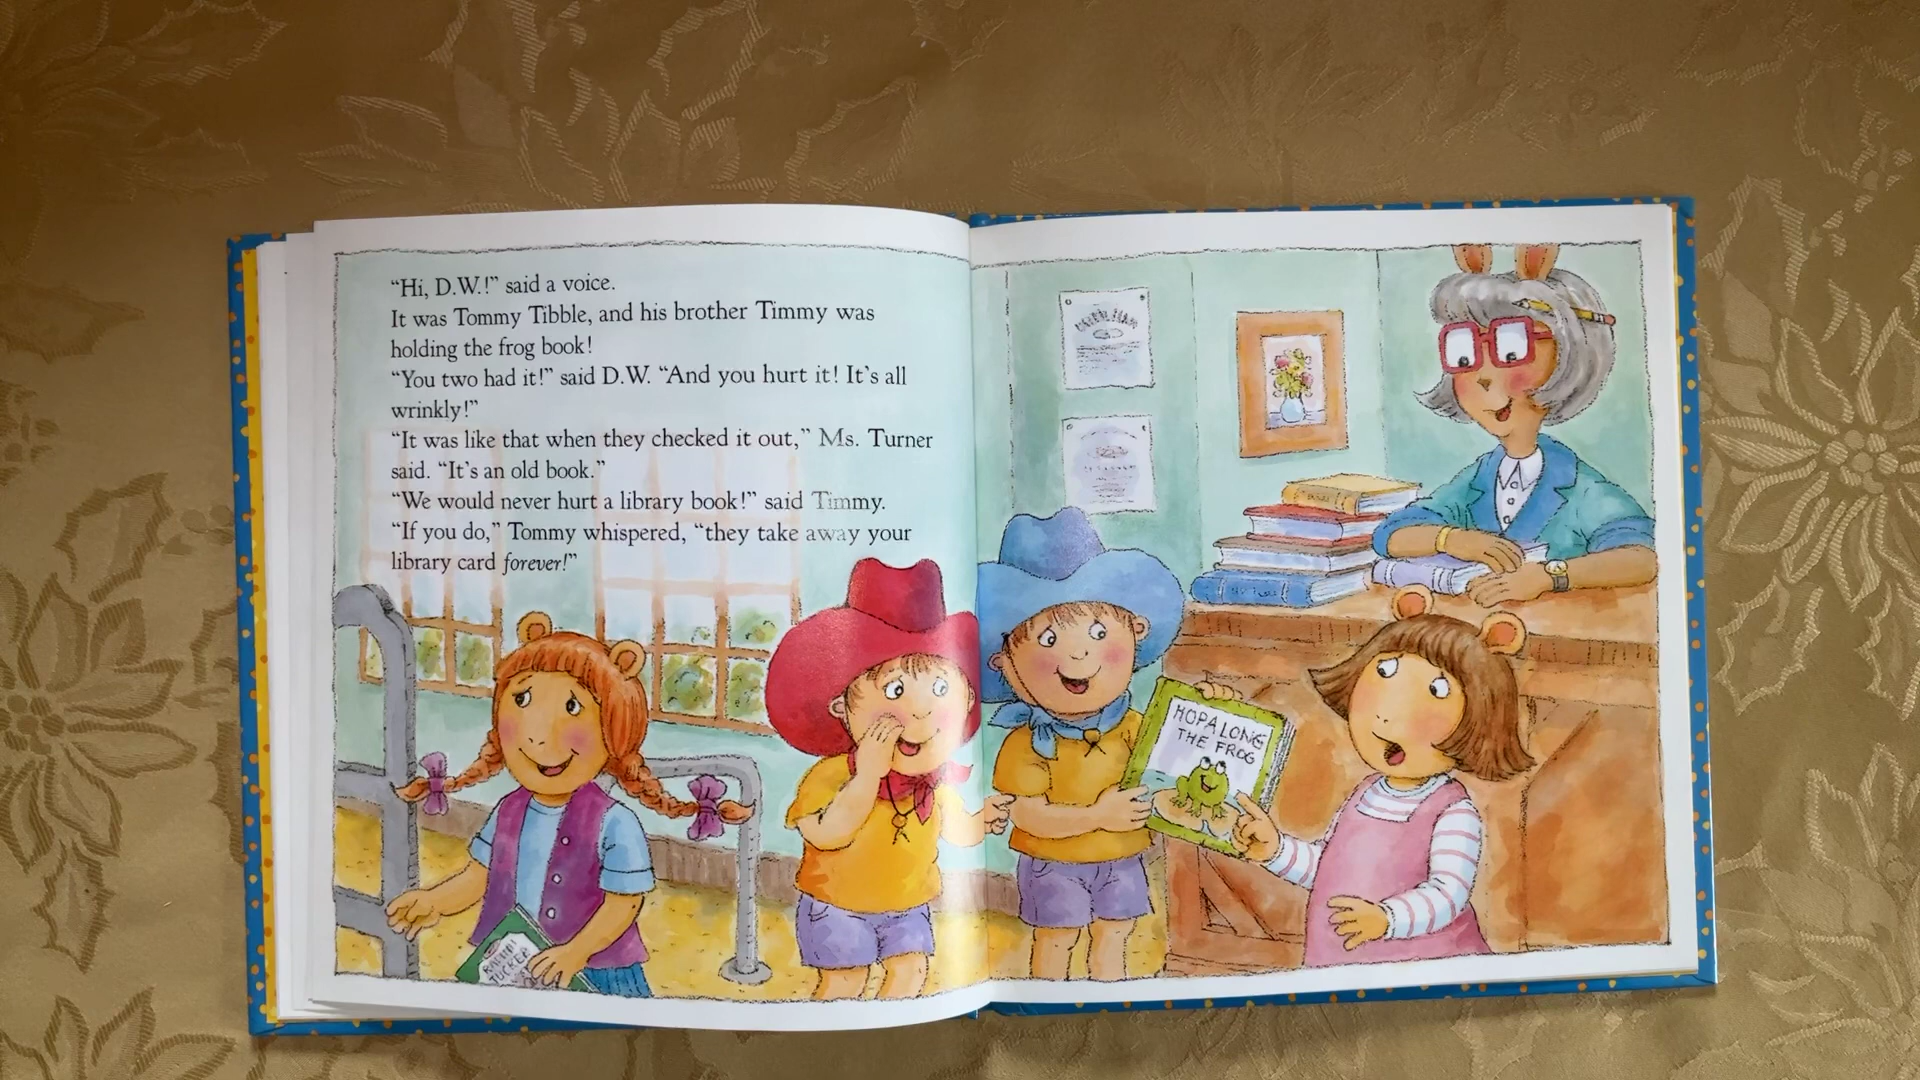 “Hi, D.W.!” said a voice.
It was Tommy Tibble, and his brother Timmy was
holding the frog book!
“You two had it!” said D.W. “And you hurt it! It’s all
wrinkly!”
“It was like that when they checked it out,” Ms. Turner
said. “It’s an old book.”
“We would never hurt a library book!” said Timmy.
“If you do,” Tommy whispered, “they take away your
library card forever!”
HOPALONG
THE FROG
TUCKER